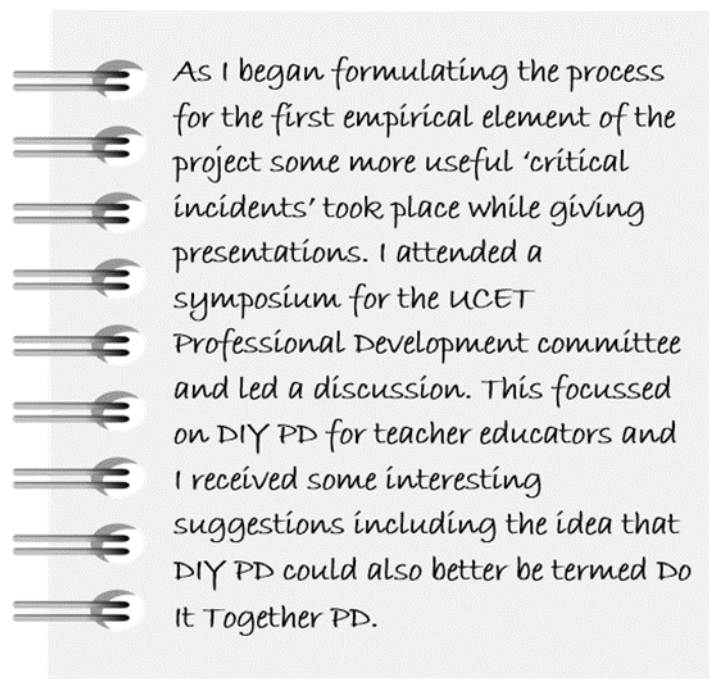 As I began formulating the process
for the first empirical element of the
project some more useful ‘critical
incidents’ took place while giving
presentations. I attended a
symposium for the UCET
Professional Development committee
and led a discussion. This focussed
on DIY PD for teacher educators and
I received some interesting
suggestions including the idea that
DIY PD could also better be termed Do
It Together PD.